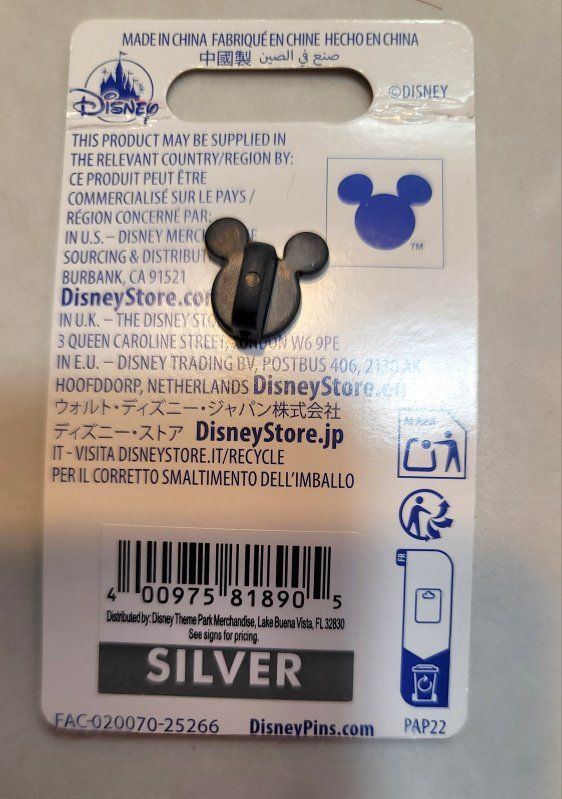 MADE IN CHINA FABRIQUÉ EN CHINE HECHO EN CHINA
中國製 صنع في الصين
DISNEY
©DISNEY
THIS PRODUCT MAY BE SUPPLIED IN
THE RELEVANT COUNTRY/REGION BY:
CE PRODUIT PEUT ÊTRE
COMMERCIALISÉ SUR LE PAYS /
RÉGION CONCERNÉ PAR:
TM
IN U.S. – DISNEY
SOURCING &
BURBANK, CA 91521
IN U.K. – THE DISNEY
3 QUEEN CAROLINE STREET, LONDON W6 9PE
IN E.U. – DISNEY TRADING BV, POSTBUS 406,
HOOFDDORP, NETHERLANDS
ウォルト・ディズニー・ジャパン株式会社
ディズニー・ストア DisneyStore.jp
IT - VISITA DISNEYSTORE.IT/RECYCLE
PER IL CORRETTO SMALTIMENTO DELL'IMBALLO
FR
4 00975 81890 5
Distributed by: Disney Theme Park Merchandise, Lake Buena Vista, FL 32830
See signs for pricing.
SILVER
FAC-020070-25266 DisneyPins.com PAP22